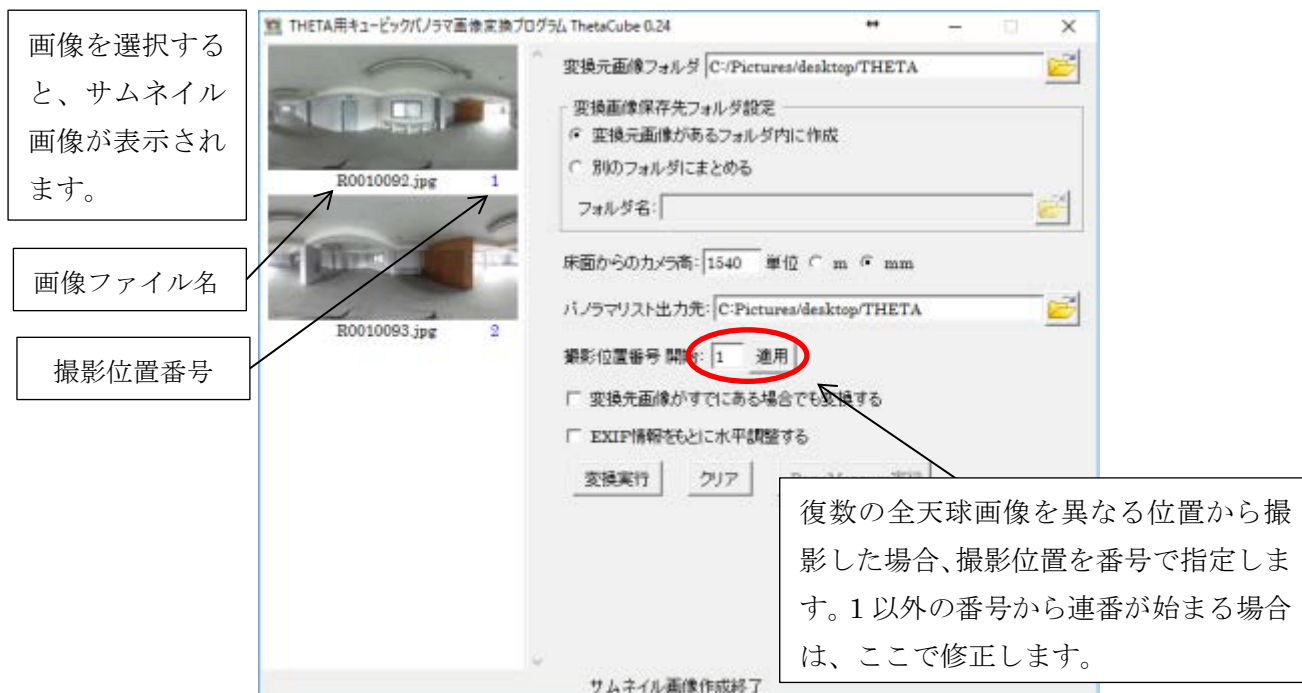 画像を選択する
と、サムネイル
画像が表示され
ます。
画像ファイル名
撮影位置番号
THETA用キュービックパノラマ画像変換プログラム ThetaCube 0.24
R0010092.jpg 1
R0010093.jpg 2
変換元画像フォルダ C:/Pictures/desktop/THETA
変換画像保存先フォルダ設定
変換元画像があるフォルダ内に作成
別のフォルダにまとめる
フォルダ名:
床面からのカメラ高: 1540 単位 m mm
パノラマリスト出力先: C:Pictures/desktop/THETA
撮影位置番号 開始: 1 適用
変換先画像がすでにある場合でも変換する
EXIF情報をもとに水平調整する
変換実行 クリア
復数の全天球画像を異なる位置から撮
影した場合、撮影位置を番号で指定しま
す。1 以外の番号から連番が始まる場合
は、ここで修正します。
サムネイル画像作成終了